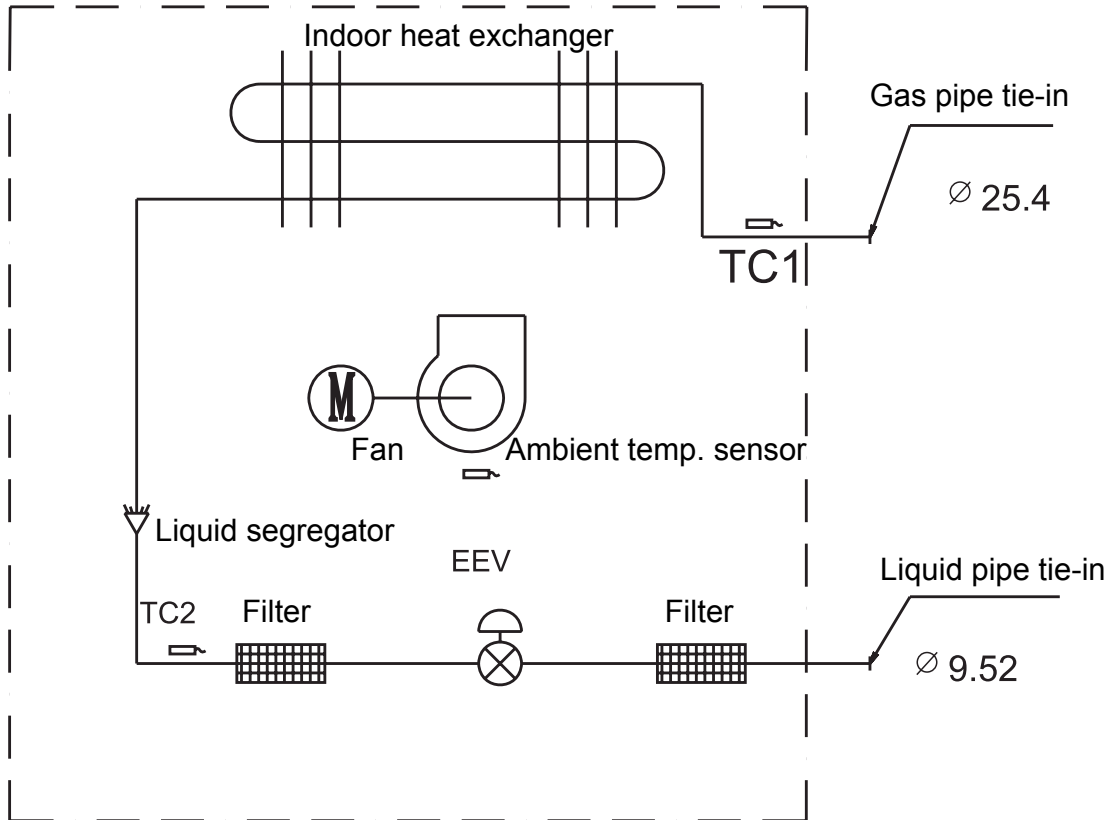 Indoor heat exchanger
Gas pipe tie-in
∅ 25.4
TC1
M
Fan
Ambient temp. sensor
Liquid segregator
EEV
Liquid pipe tie-in
TC2
Filter
Filter
∅ 9.52